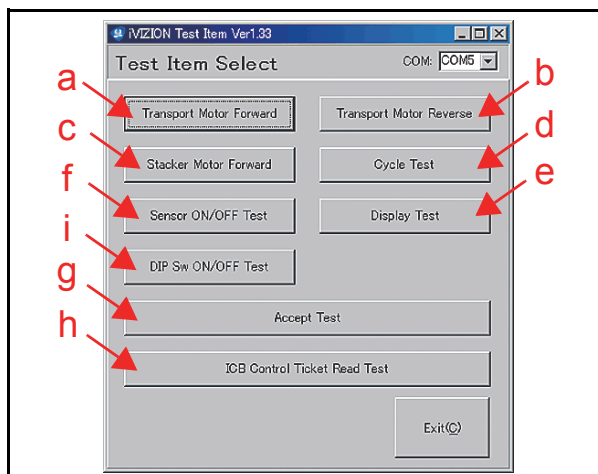 iVIZION Test Item Ver1.33
Test Item Select COM: COM5
a b
Transport Motor Forward Transport Motor Reverse
c d
Stacker Motor Forward Cycle Test
f e
Sensor ON/OFF Test Display Test
i
DIP Sw ON/OFF Test
g
Accept Test
h
ICB Control Ticket Read Test
Exit(C)